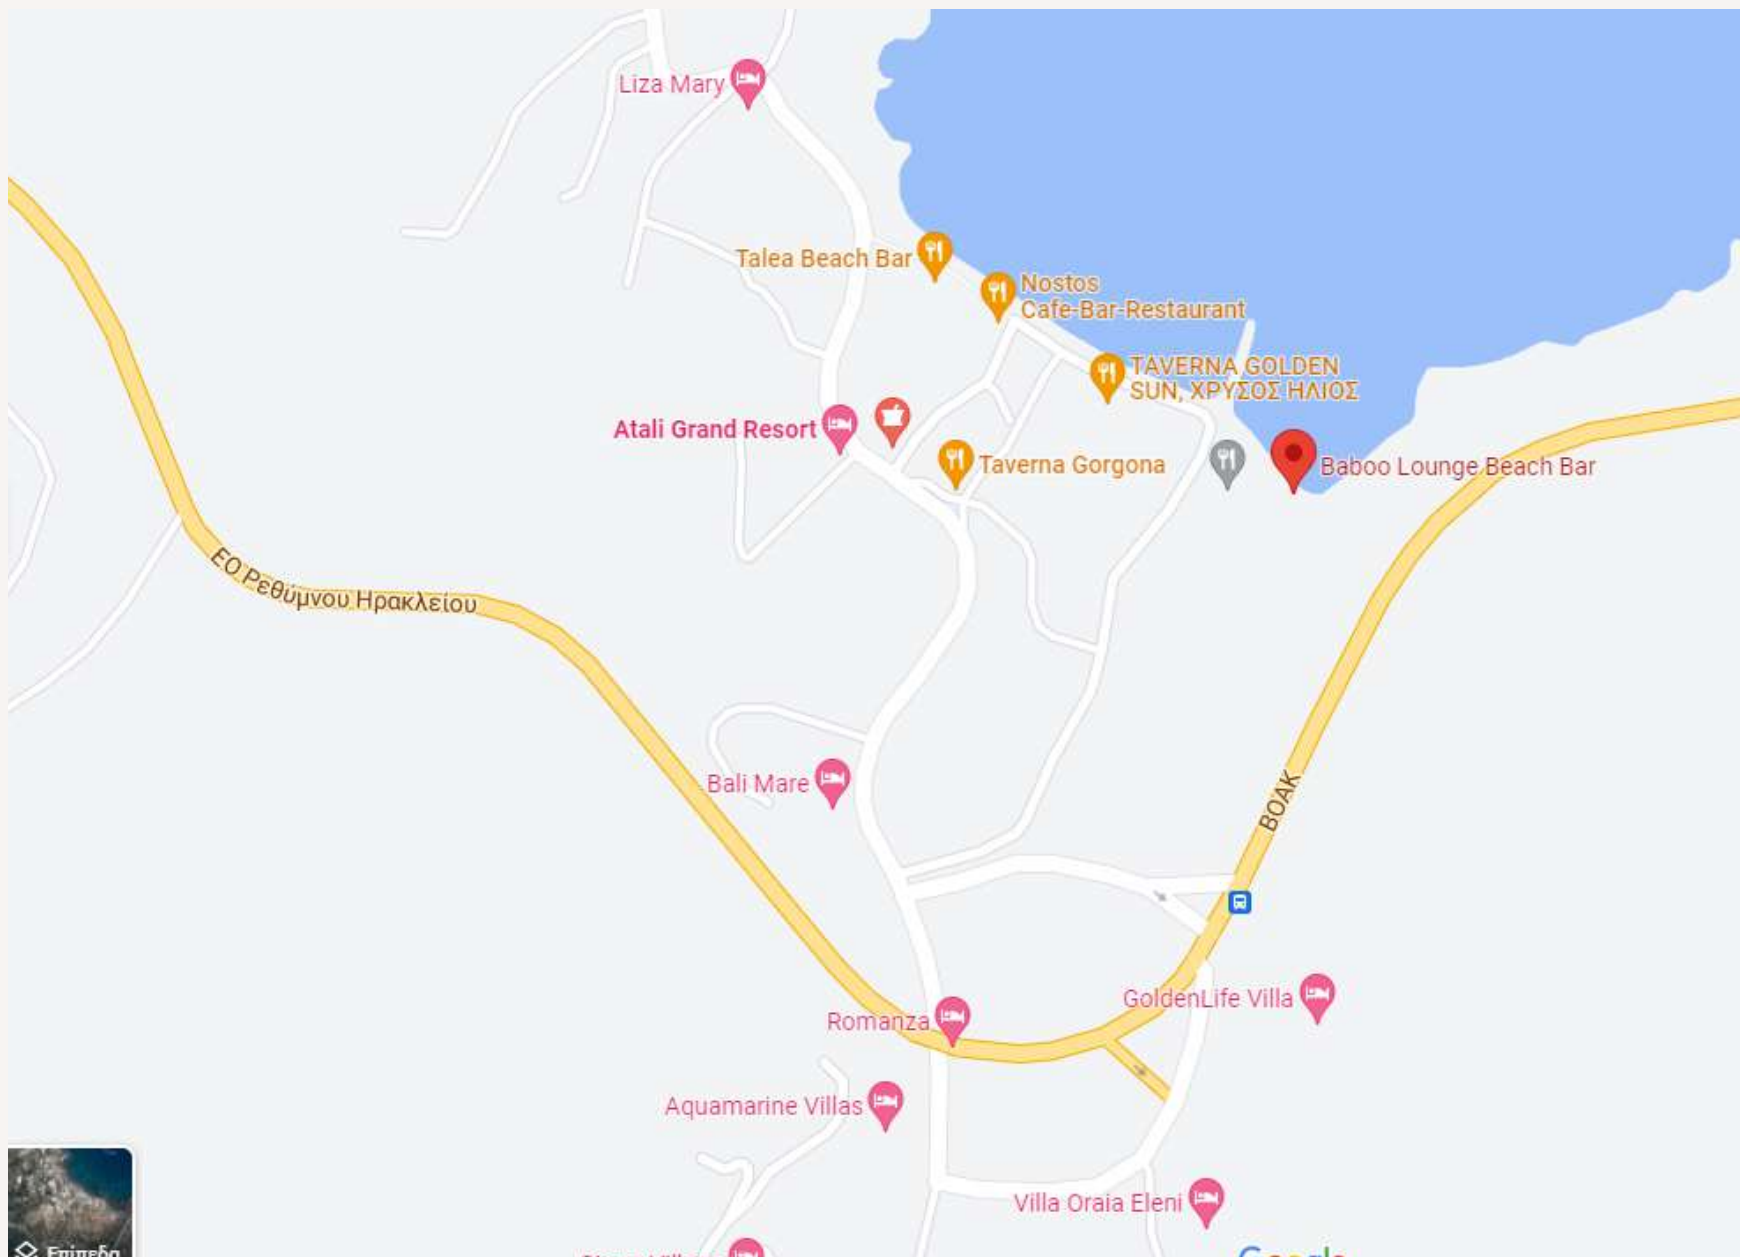 Liza Mary
Talea Beach Bar
Nostos
Cafe-Bar-Restaurant
TAVERNA GOLDEN
SUN, ΧΡΥΣΟΣ ΗΛΙΟΣ
Atali Grand Resort
Taverna Gorgona
Baboo Lounge Beach Bar
ΕΟ Ρεθύμνου Ηρακλείου
Bali Mare
ΒΟΑΚ
GoldenLife Villa
Romanza
Aquamarine Villas
Villa Oraia Eleni
Επίπεδα
Google